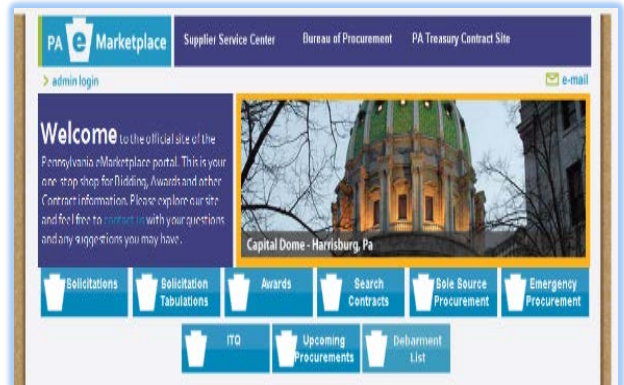 PA e Marketplace
Supplier Service Center
Bureau of Procurement
PA Treasury Contract Site
> admin login
e-mail
Welcome to the official site of the
Pennsylvania eMarketplace portal. This is your
one stop shop for Bidding, Awards and other
Contract information. Please explore our site
and feel free to contact us with your questions
and any suggestions you may have.
Capital Dome - Harrisburg, Pa
Solicitations
Solicitation
Tabulations
Awards
Search
Contracts
Sole Source
Procurement
Emergency
Procurement
ITQ
Upcoming
Procurements
Debarment
List